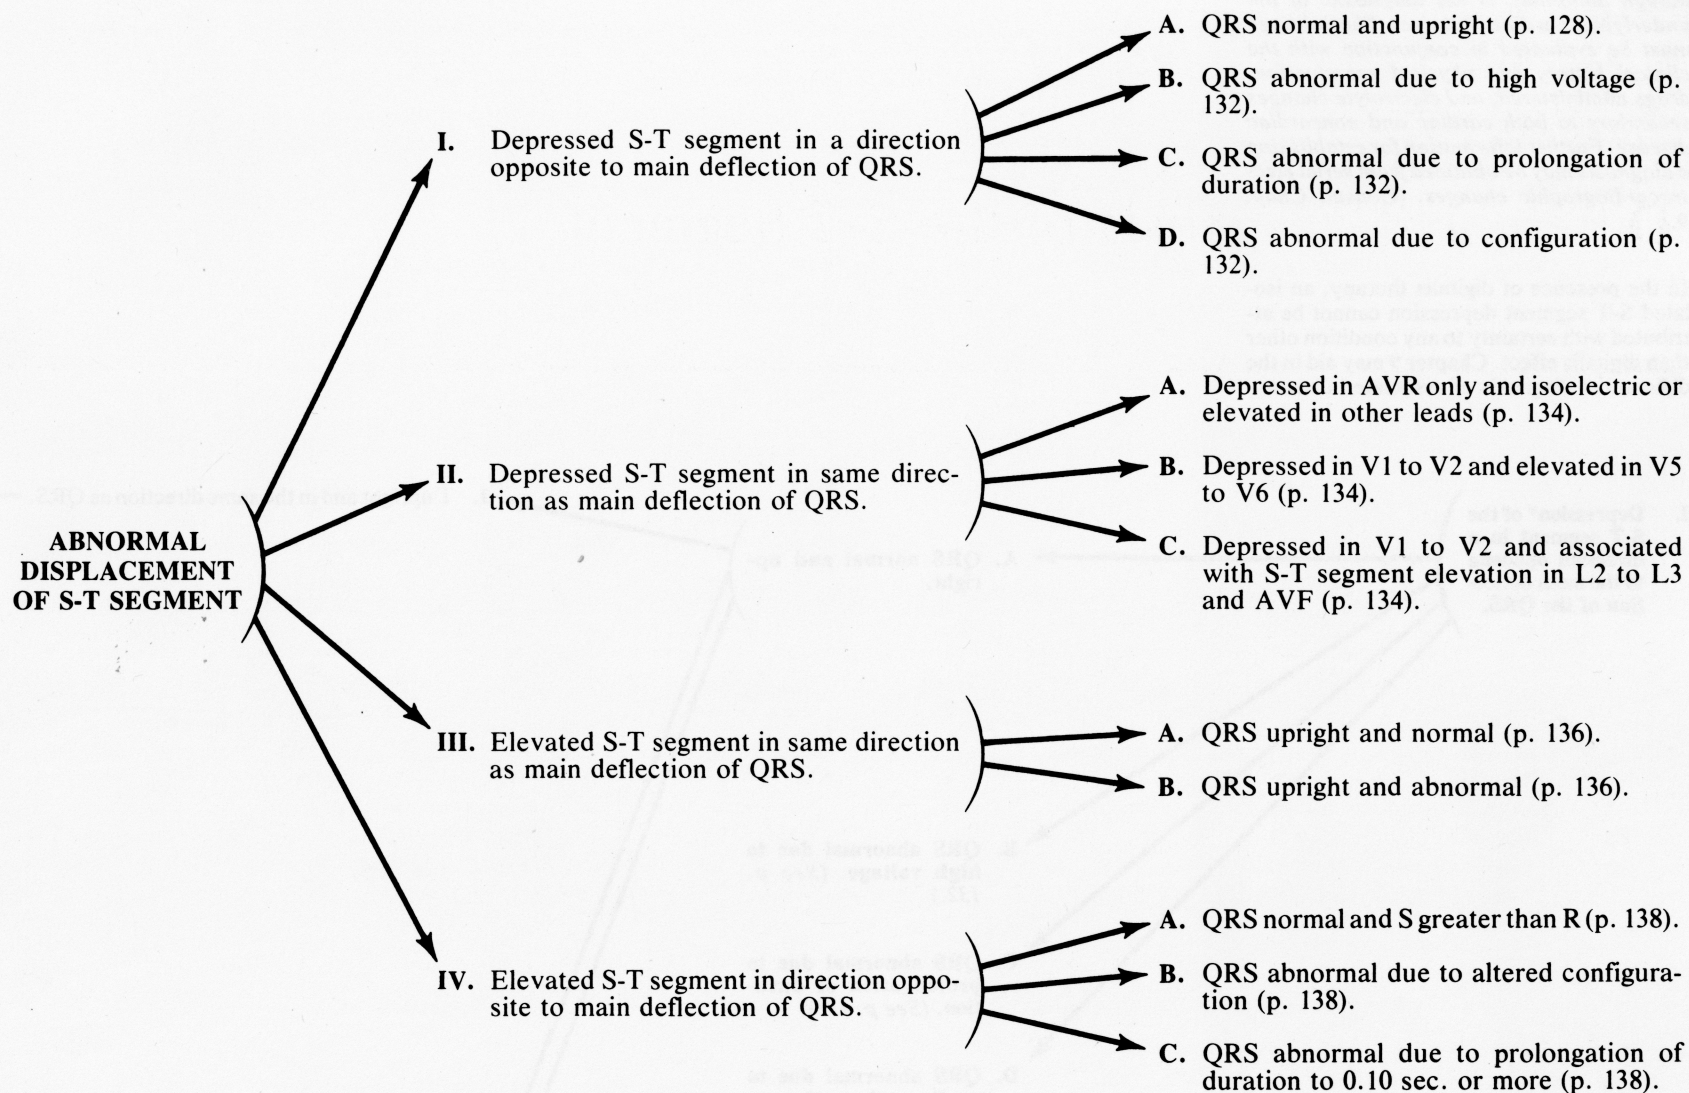 ABNORMAL
DISPLACEMENT
OF S-T SEGMENT
I. Depressed S-T segment in a direction
opposite to main deflection of QRS.
A. QRS normal and upright (p. 128).
B. QRS abnormal due to high voltage (p.
132).
C. QRS abnormal due to prolongation of
duration (p. 132).
D. QRS abnormal due to configuration (p.
132).
II. Depressed S-T segment in same direc-
tion as main deflection of QRS.
A. Depressed in AVR only and isoelectric or
elevated in other leads (p. 134).
B. Depressed in V1 to V2 and elevated in V5
to V6 (p. 134).
C. Depressed in V1 to V2 and associated
with S-T segment elevation in L2 to L3
and AVF (p. 134).
III. Elevated S-T segment in same direction
as main deflection of QRS.
A. QRS upright and normal (p. 136).
B. QRS upright and abnormal (p. 136).
IV. Elevated S-T segment in direction oppo-
site to main deflection of QRS.
A. QRS normal and S greater than R (p. 138).
B. QRS abnormal due to altered configura-
tion (p. 138).
C. QRS abnormal due to prolongation of
duration to 0.10 sec. or more (p. 138).